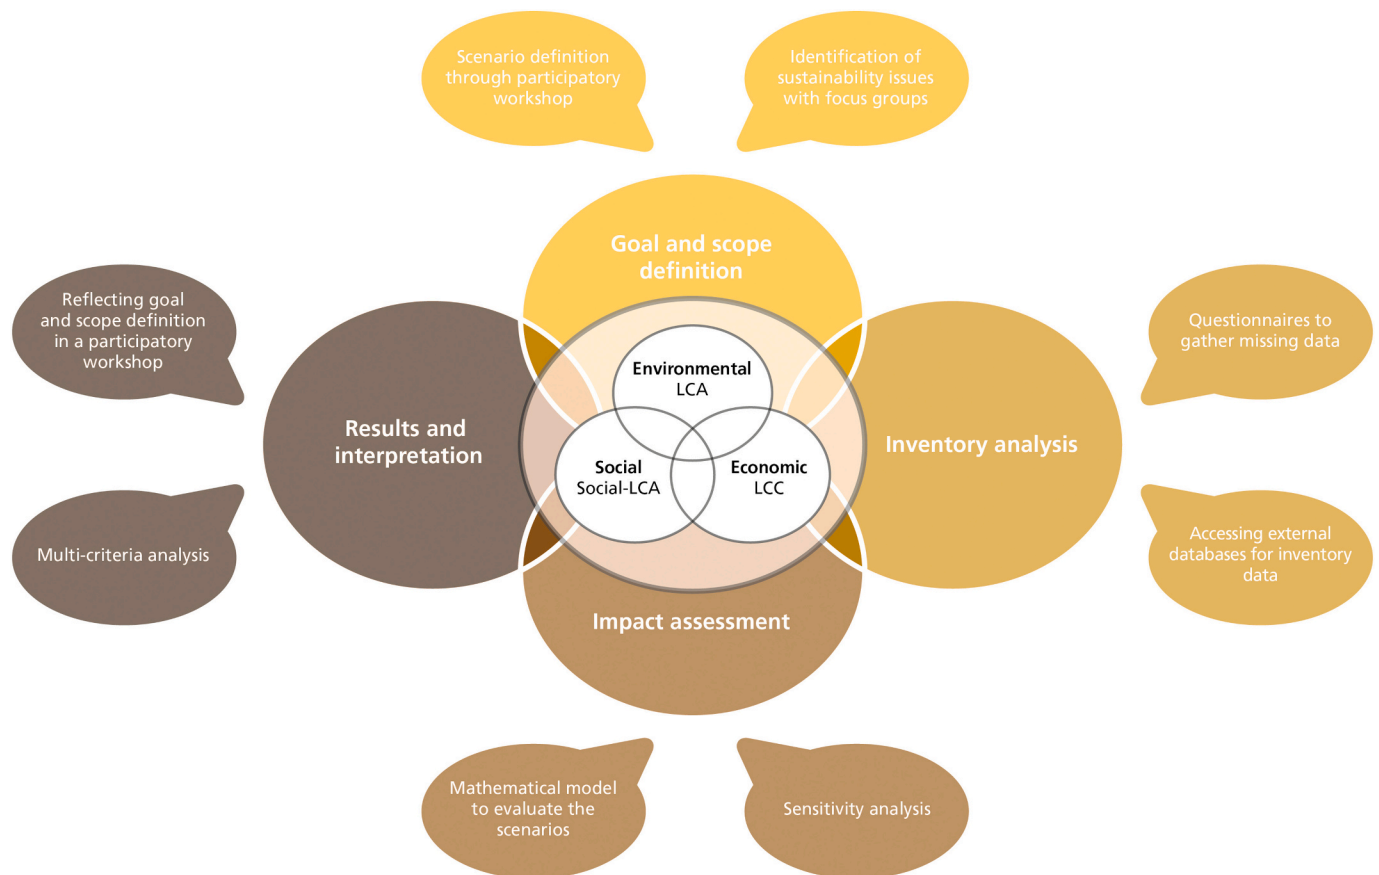 Scenario definition
through participatory
workshop
Identification of
sustainability issues
with focus groups
Goal and scope
definition
Reflecting goal
and scope definition
in a participatory
workshop
Questionnaires to
gather missing data
Environmental
LCA
Results and
interpretation
Social
Social-LCA
Economic
LCC
Inventory analysis
Multi-criteria analysis
Accessing external
databases for inventory
data
Impact assessment
Mathematical model
to evaluate the
scenarios
Sensitivity analysis